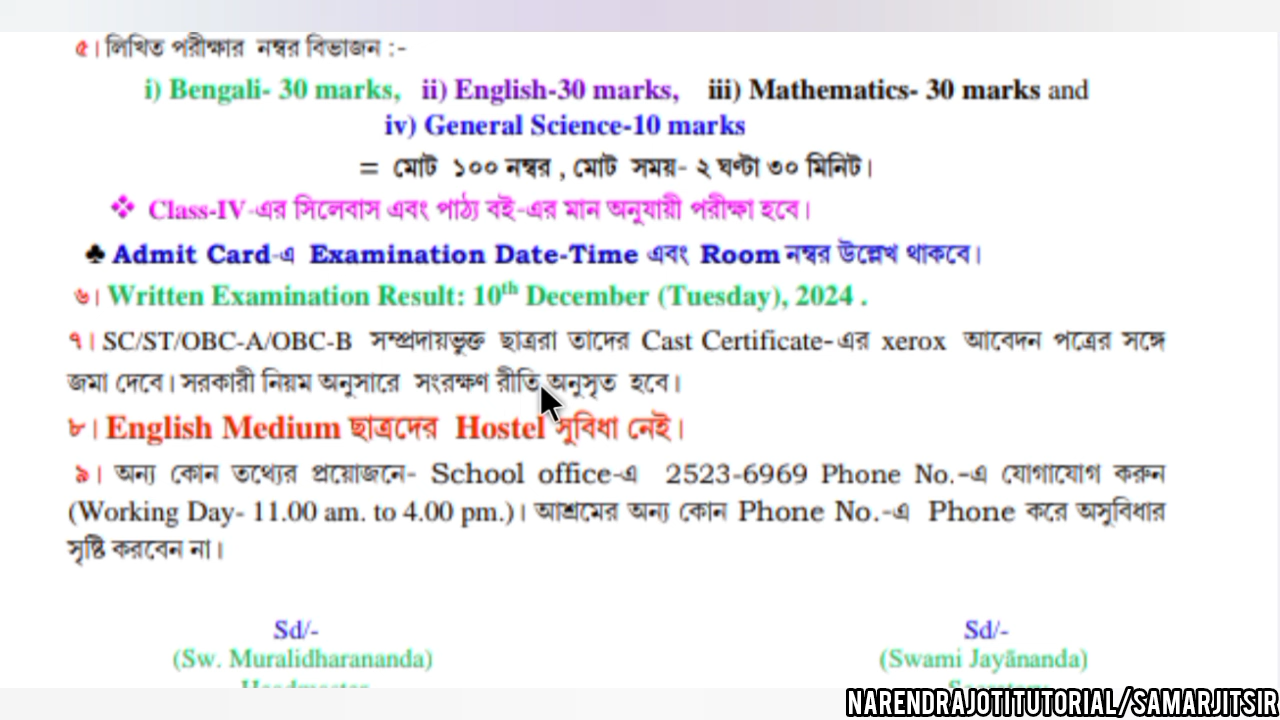 ৫। লিখিত পরীক্ষার নম্বর বিভাজন :-
i) Bengali- 30 marks, ii) English-30 marks, iii) Mathematics- 30 marks and
iv) General Science-10 marks
= মোট ১০০ নম্বর , মোট সময়- ২ ঘণ্টা ৩০ মিনিট।
❖ Class-IV-এর সিলেবাস এবং পাঠ্য বই-এর মান অনুযায়ী পরীক্ষা হবে।
♣ Admit Card-এ Examination Date-Time এবং Room নম্বর উল্লেখ থাকবে।
৬। Written Examination Result: 10th December (Tuesday), 2024 .
৭। SC/ST/OBC-A/OBC-B সম্প্রদায়ভুক্ত ছাত্ররা তাদের Cast Certificate-এর xerox আবেদন পত্রের সঙ্গে
জমা দেবে। সরকারী নিয়ম অনুসারে সংরক্ষণ রীতি অনুসৃত হবে।
৮। English Medium ছাত্রদের Hostel সুবিধা নেই।
৯। অন্য কোন তথ্যের প্রয়োজনে- School office-এ 2523-6969 Phone No.-এ যোগাযোগ করুন
(Working Day- 11.00 am. to 4.00 pm.)। আশ্রমের অন্য কোন Phone No.-এ Phone করে অসুবিধার
সৃষ্টি করবেন না।
Sd/- Sd/-
(Sw. Muralidharananda) (Swami Jayānanda)
Headmaster Secretary
NARENDRAJOTITUTORIAL/SAMARJITSIR